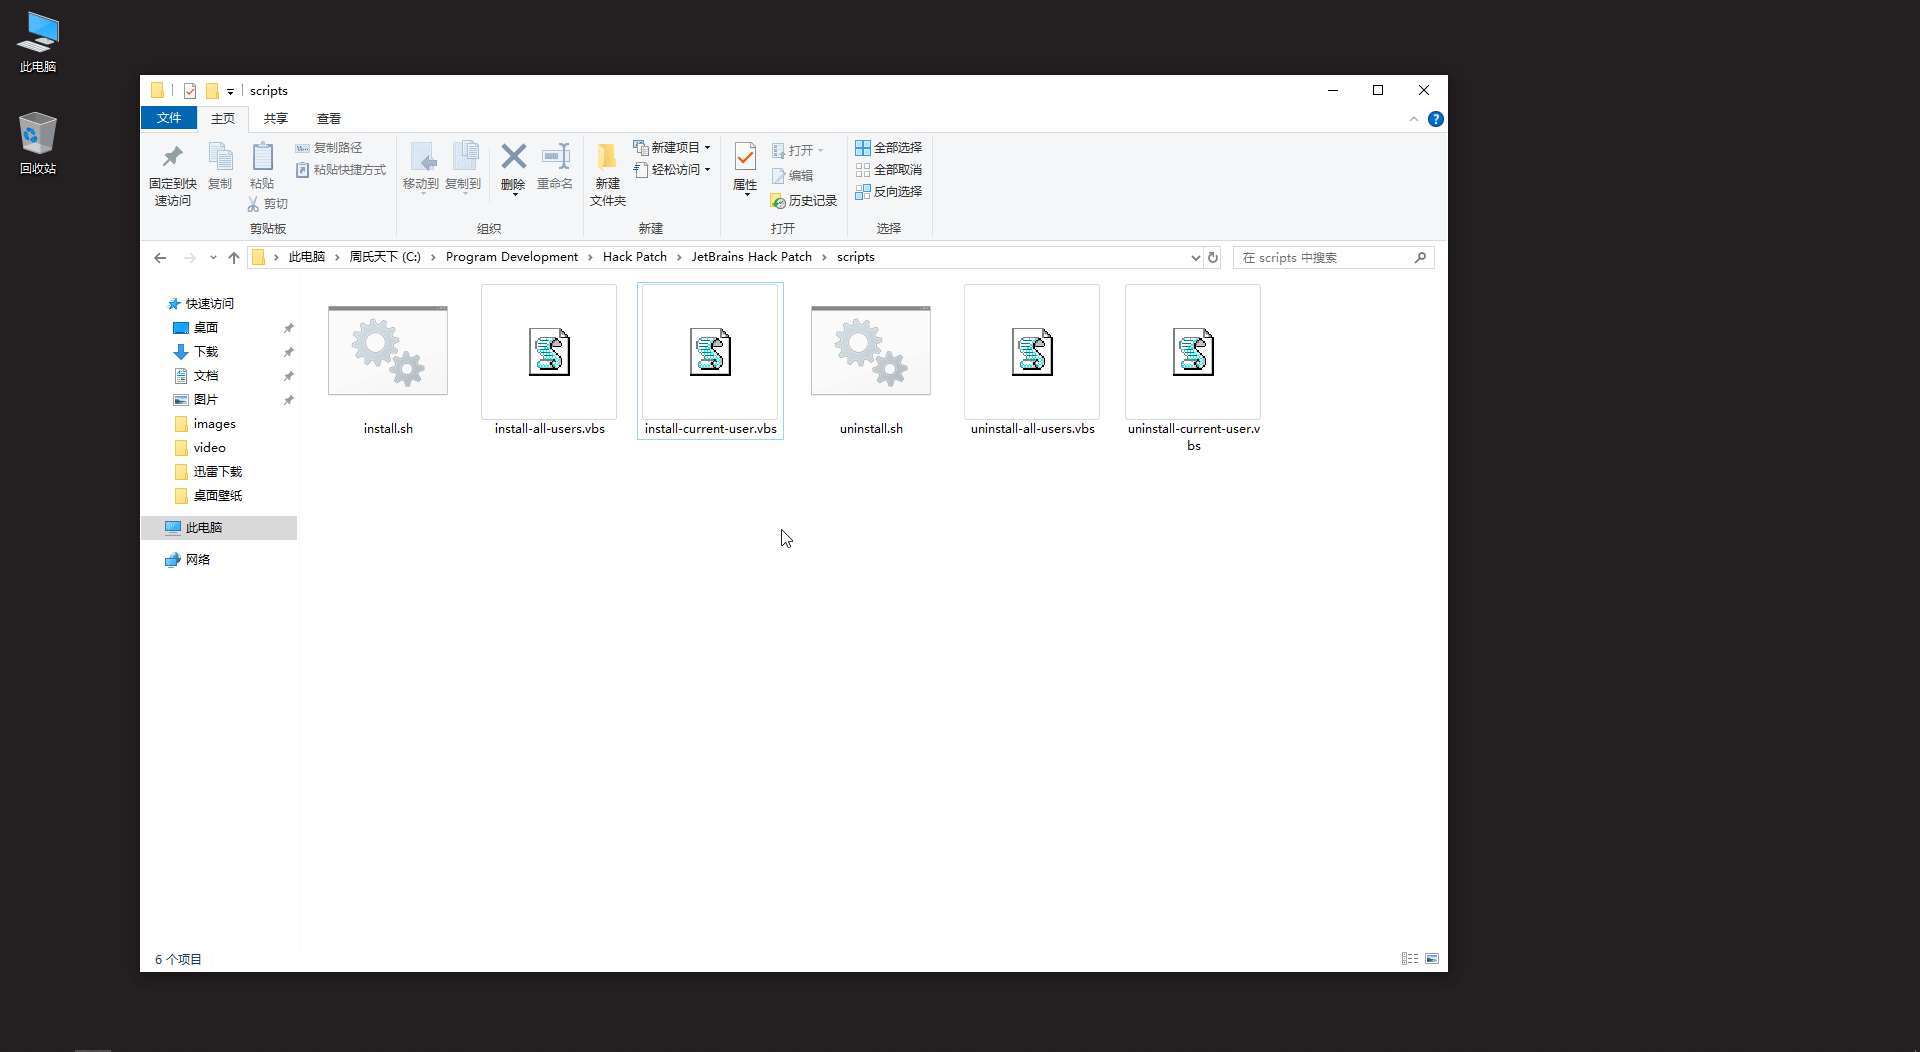 此电脑
回收站
scripts
文件 主页 共享 查看
固定到快
速访问
复制
粘贴
复制路径
粘贴快捷方式
剪切
剪贴板
移动到
复制到
删除
重命名
组织
新建
文件夹
新建项目
轻松访问
新建
属性
打开
编辑
历史记录
打开
全部选择
全部取消
反向选择
选择
此电脑 周氏天下 (C:) Program Development Hack Patch JetBrains Hack Patch scripts
在 scripts 中搜索
快速访问
桌面
下载
文档
图片
images
video
迅雷下载
桌面壁纸
此电脑
网络
install.sh
install-all-users.vbs
install-current-user.vbs
uninstall.sh
uninstall-all-users.vbs
uninstall-current-user.v
bs
6 个项目